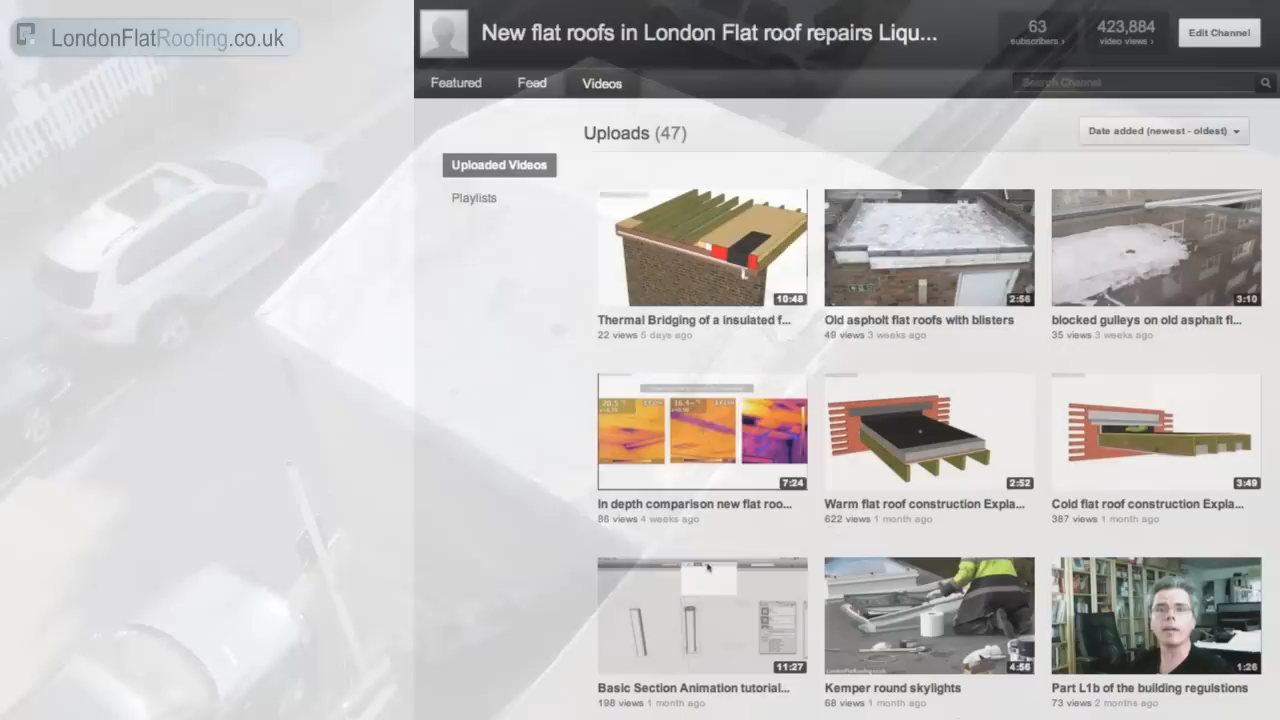 LondonFlatRoofing.co.uk
New flat roofs in London Flat roof repairs Liqu...
63
subscribers ›
423,884
video views ›
Edit Channel
Featured
Feed
Videos
Search Channel
Uploads (47)
Date added (newest - oldest)
Uploaded Videos
Playlists
10:48
2:56
3:10
Thermal Bridging of a insulated f...
22 views 5 days ago
Old aspholt flat roofs with blisters
49 views 3 weeks ago
blocked gulleys on old asphalt fl...
35 views 3 weeks ago
7:24
2:52
3:49
In depth comparison new flat roo...
86 views 4 weeks ago
Warm flat roof construction Expla...
622 views 1 month ago
Cold flat roof construction Expla...
387 views 1 month ago
11:27
LondonFlatRoofing.co.uk
4:56
1:26
Basic Section Animation tutorial...
198 views 1 month ago
Kemper round skylights
68 views 1 month ago
Part L1b of the building regulstions
73 views 2 months ago